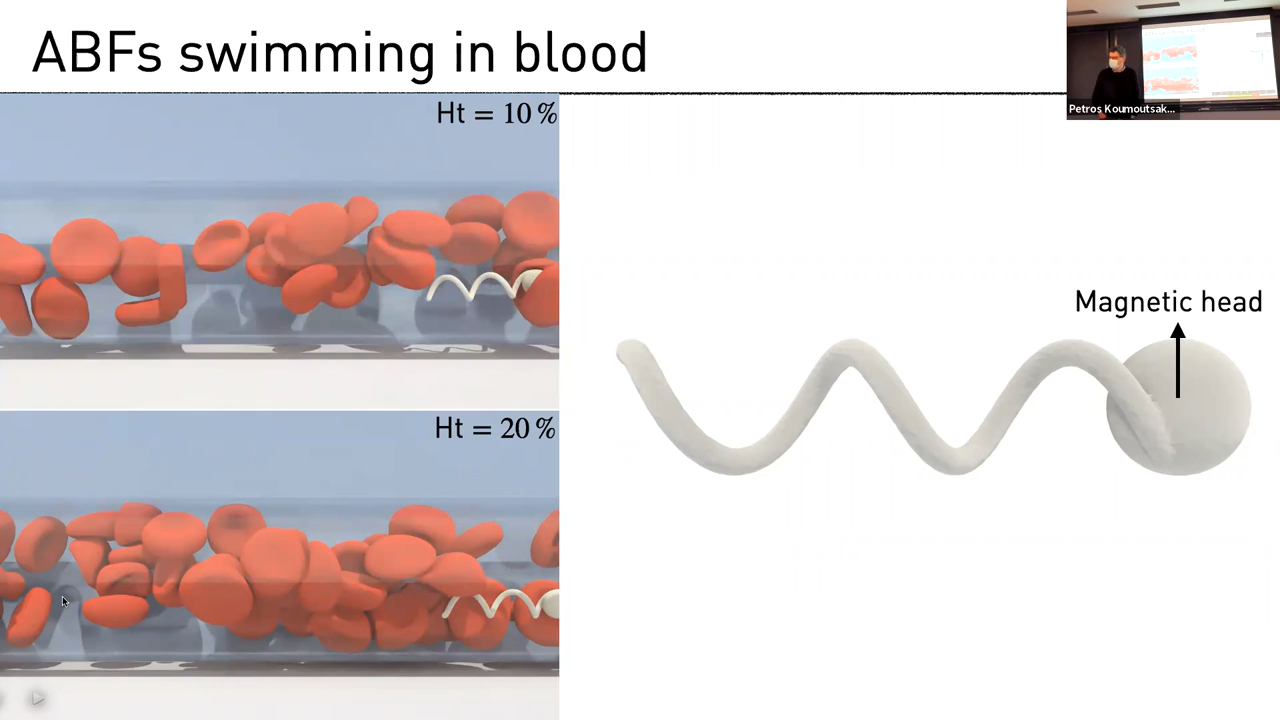 ABFs swimming in blood
Petros Koumoutsak...
Ht = 10 %
Magnetic head
Ht = 20 %